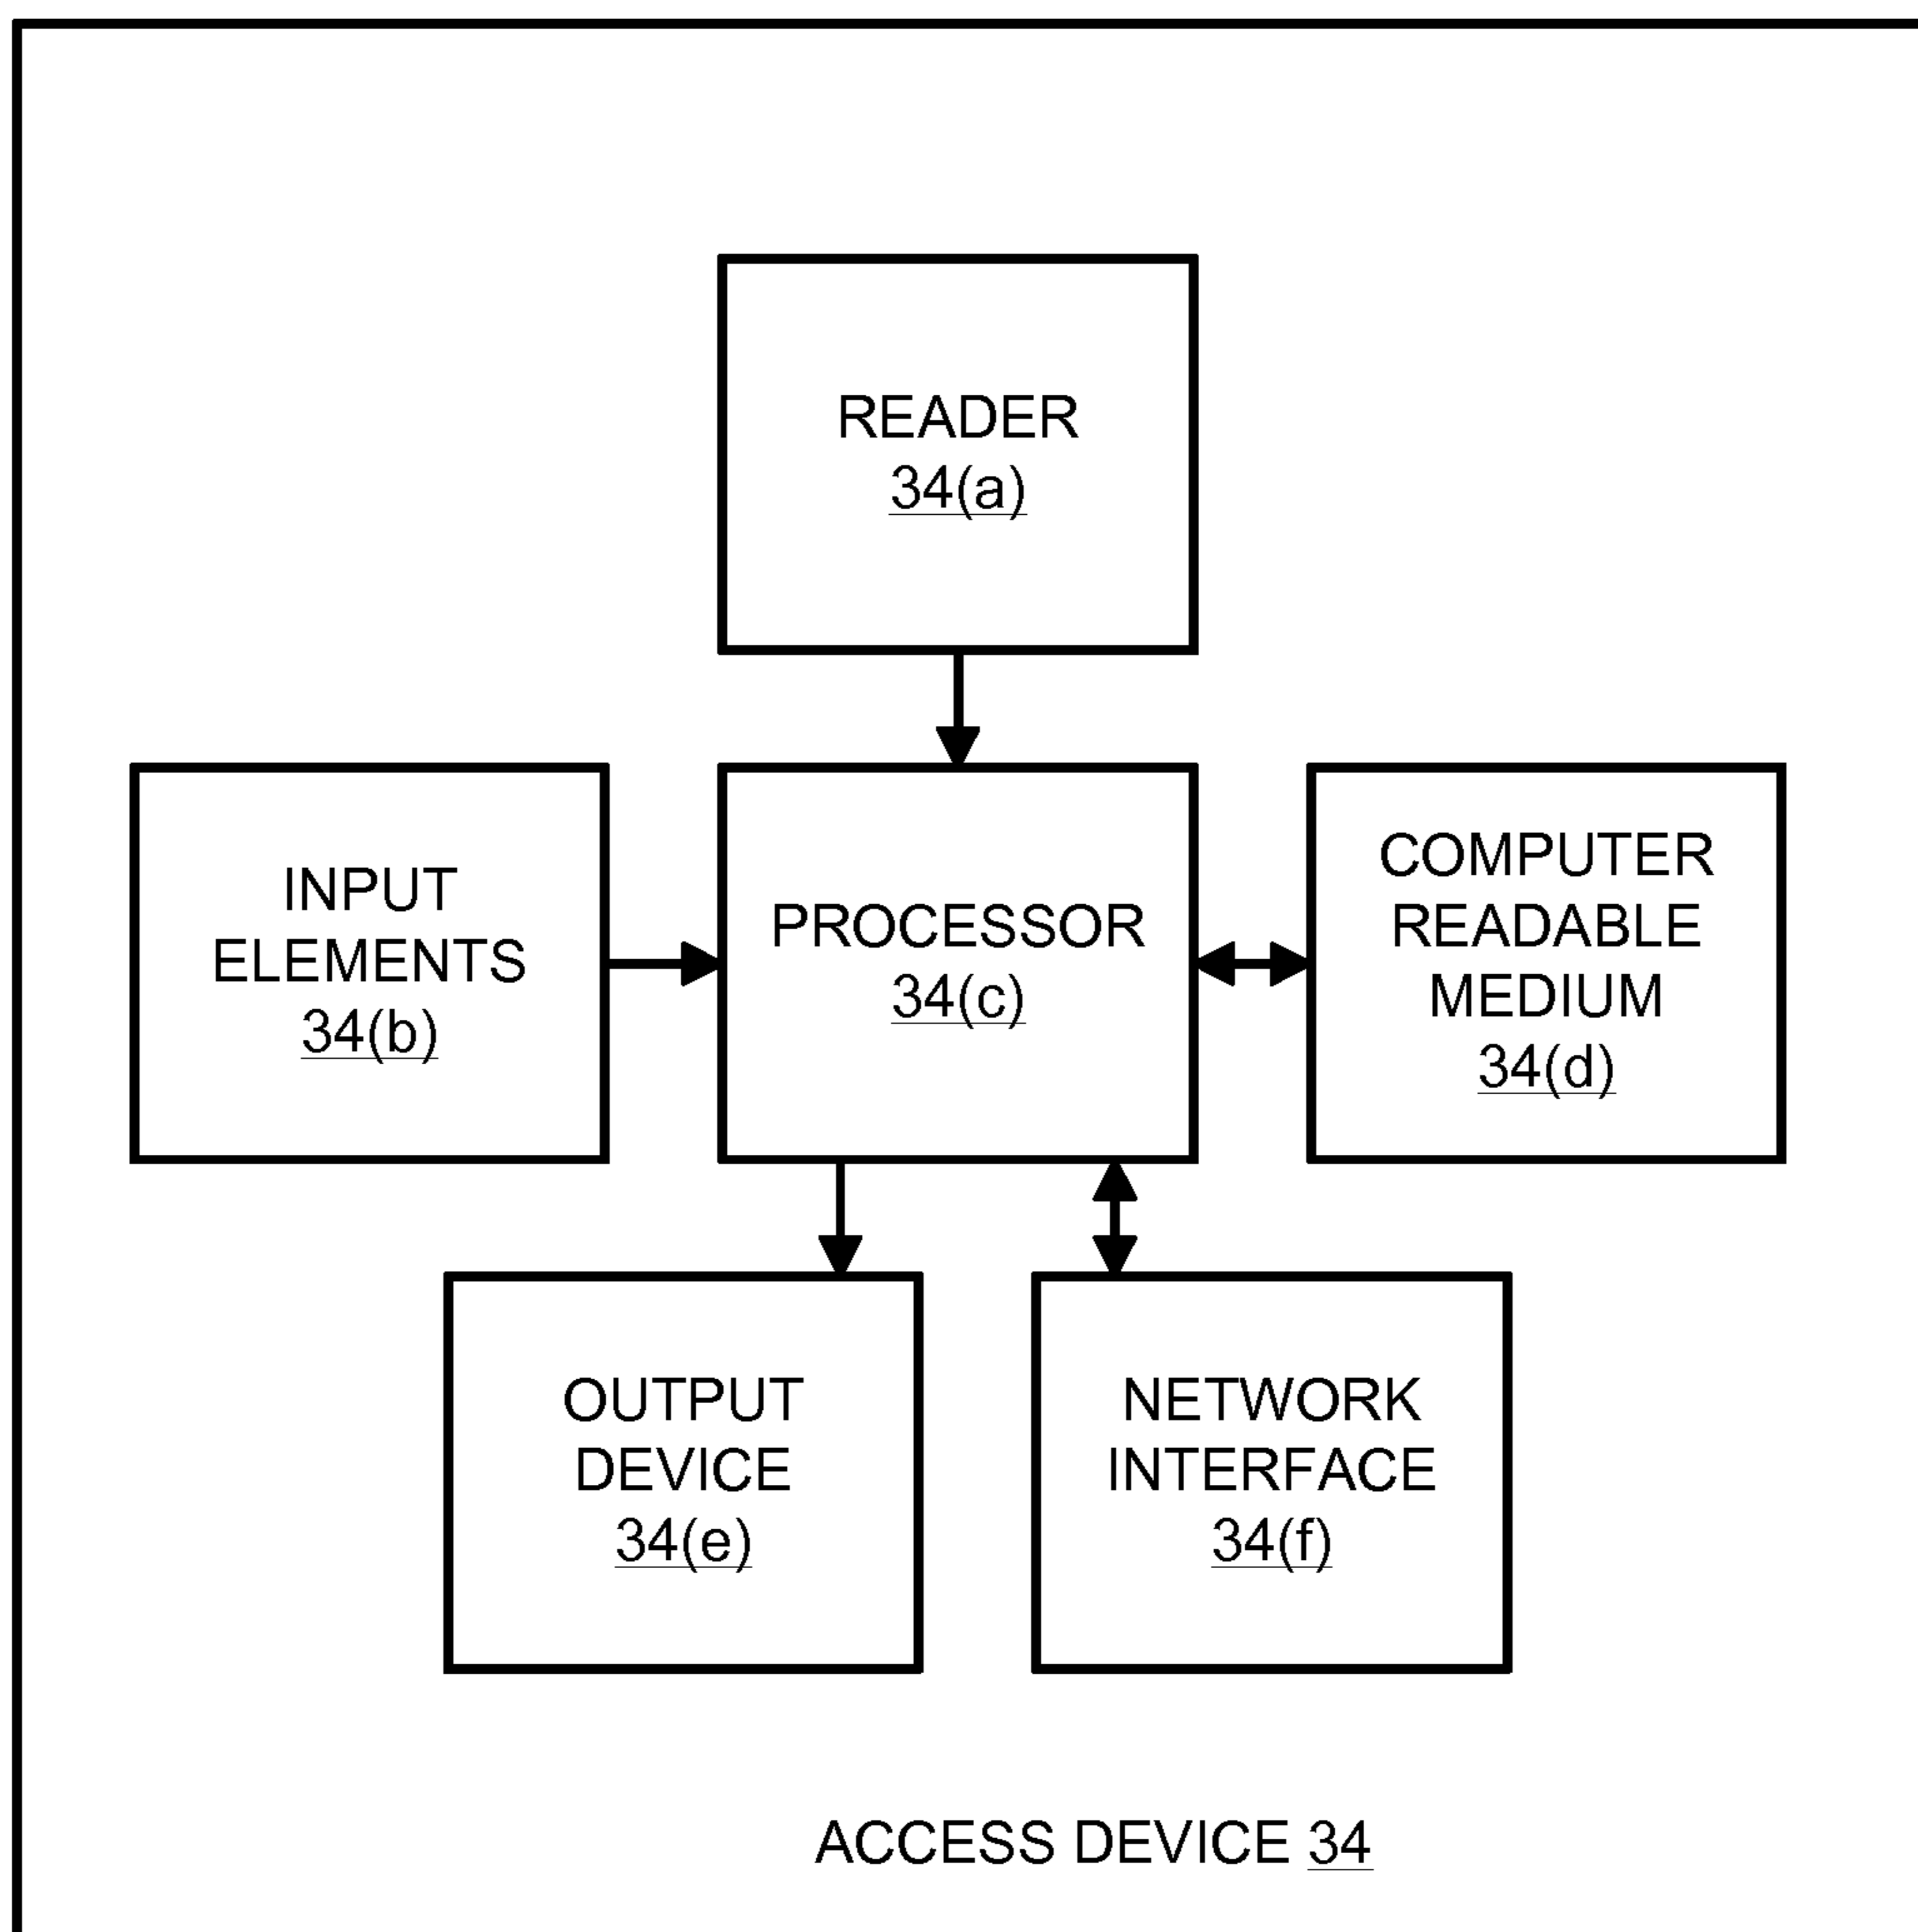 READER
34(a)
INPUT
ELEMENTS
34(b)
PROCESSOR
34(c)
COMPUTER
READABLE
MEDIUM
34(d)
OUTPUT
DEVICE
34(e)
NETWORK
INTERFACE
34(f)
ACCESS DEVICE 34